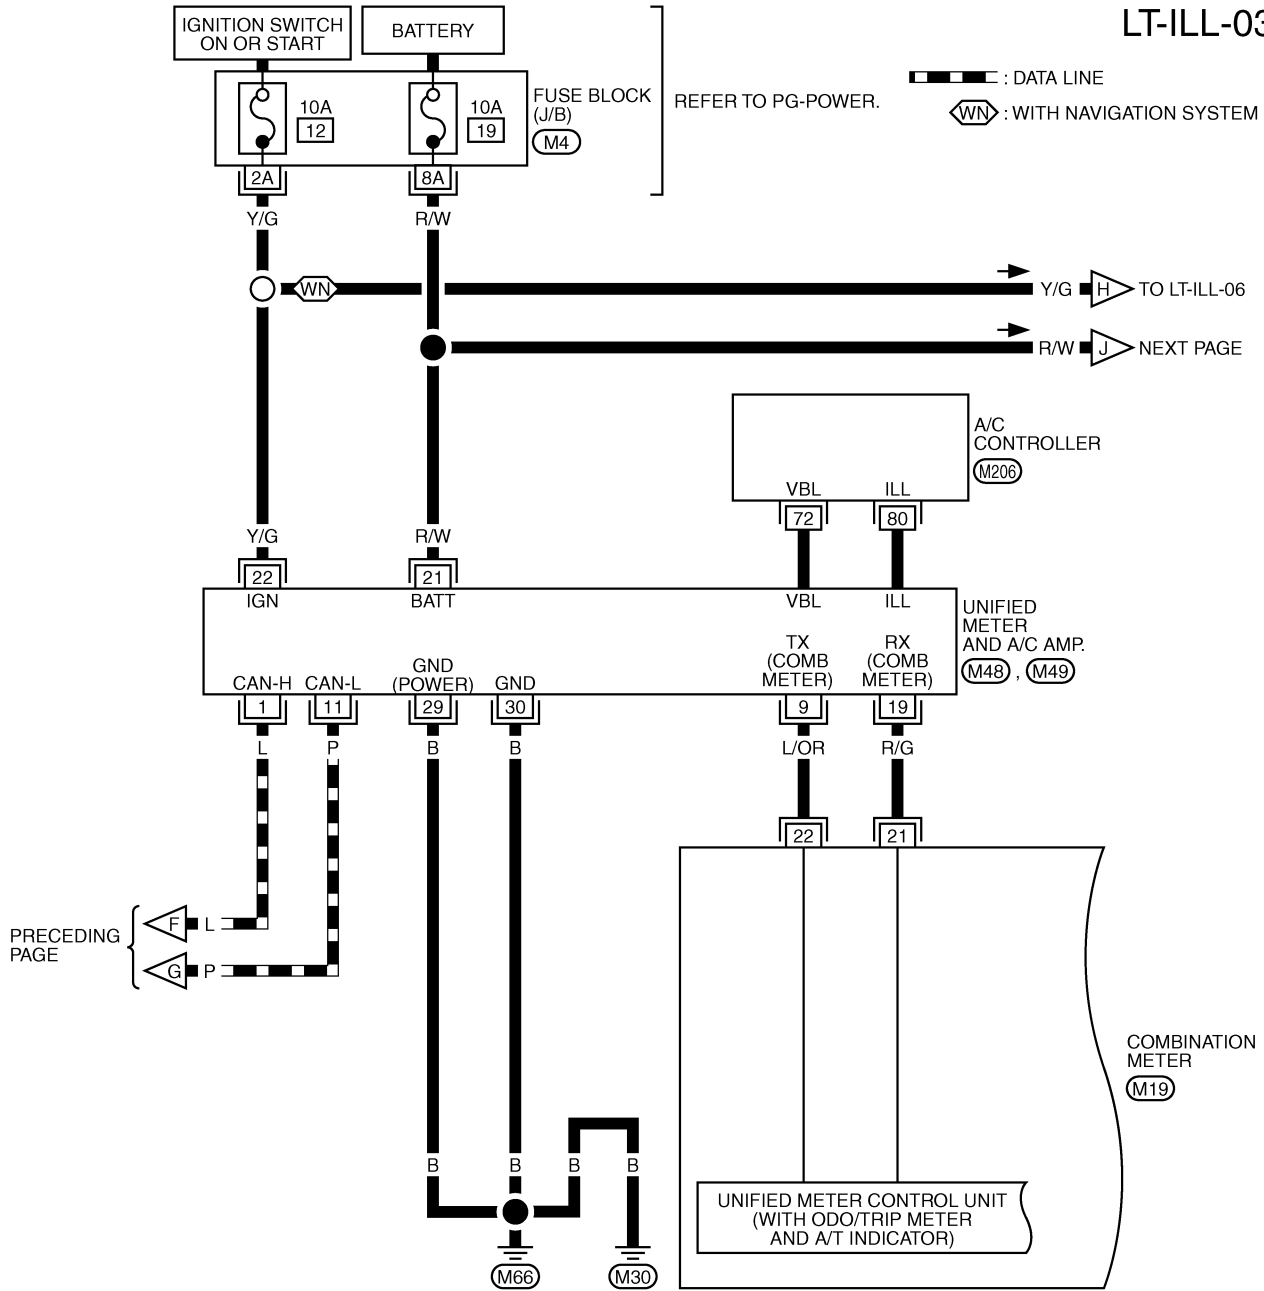 LT-ILL-03
IGNITION SWITCH
ON OR START
BATTERY
: DATA LINE
WN : WITH NAVIGATION SYSTEM
10A
12
10A
19
FUSE BLOCK
(J/B)
M4
REFER TO PG-POWER.
2A
8A
Y/G
R/W
WN
Y/G
H
TO LT-ILL-06
R/W
J
NEXT PAGE
A/C
CONTROLLER
M206
VBL
ILL
72
80
Y/G
R/W
22
21
IGN
BATT
VBL
ILL
UNIFIED
METER
AND A/C AMP.
M48 , M49
TX
(COMB
METER)
RX
(COMB
METER)
CAN-H
CAN-L
GND
(POWER)
GND
1
11
29
30
9
19
L
P
B
B
L/OR
R/G
22
21
PRECEDING
PAGE
F
L
G
P
COMBINATION
METER
M19
B
B
B
B
UNIFIED METER CONTROL UNIT
(WITH ODO/TRIP METER
AND A/T INDICATOR)
M66
M30